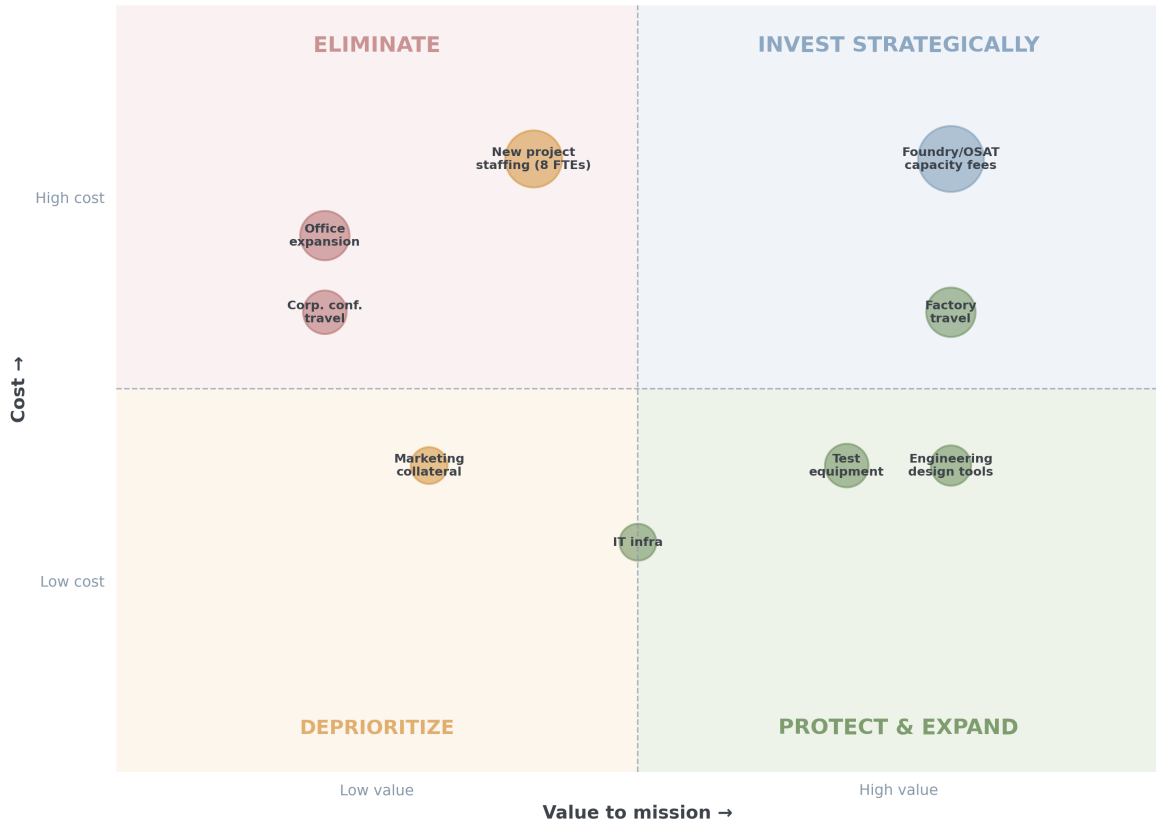 ELIMINATE
INVEST STRATEGICALLY
New project
staffing (8 FTEs)
Foundry/OSAT
capacity fees
High cost
Office
expansion
Corp. conf.
travel
Factory
travel
Cost →
Marketing
collateral
Test
equipment
Engineering
design tools
IT infra
Low cost
DEPRIORITIZE
PROTECT & EXPAND
Low value
High value
Value to mission →